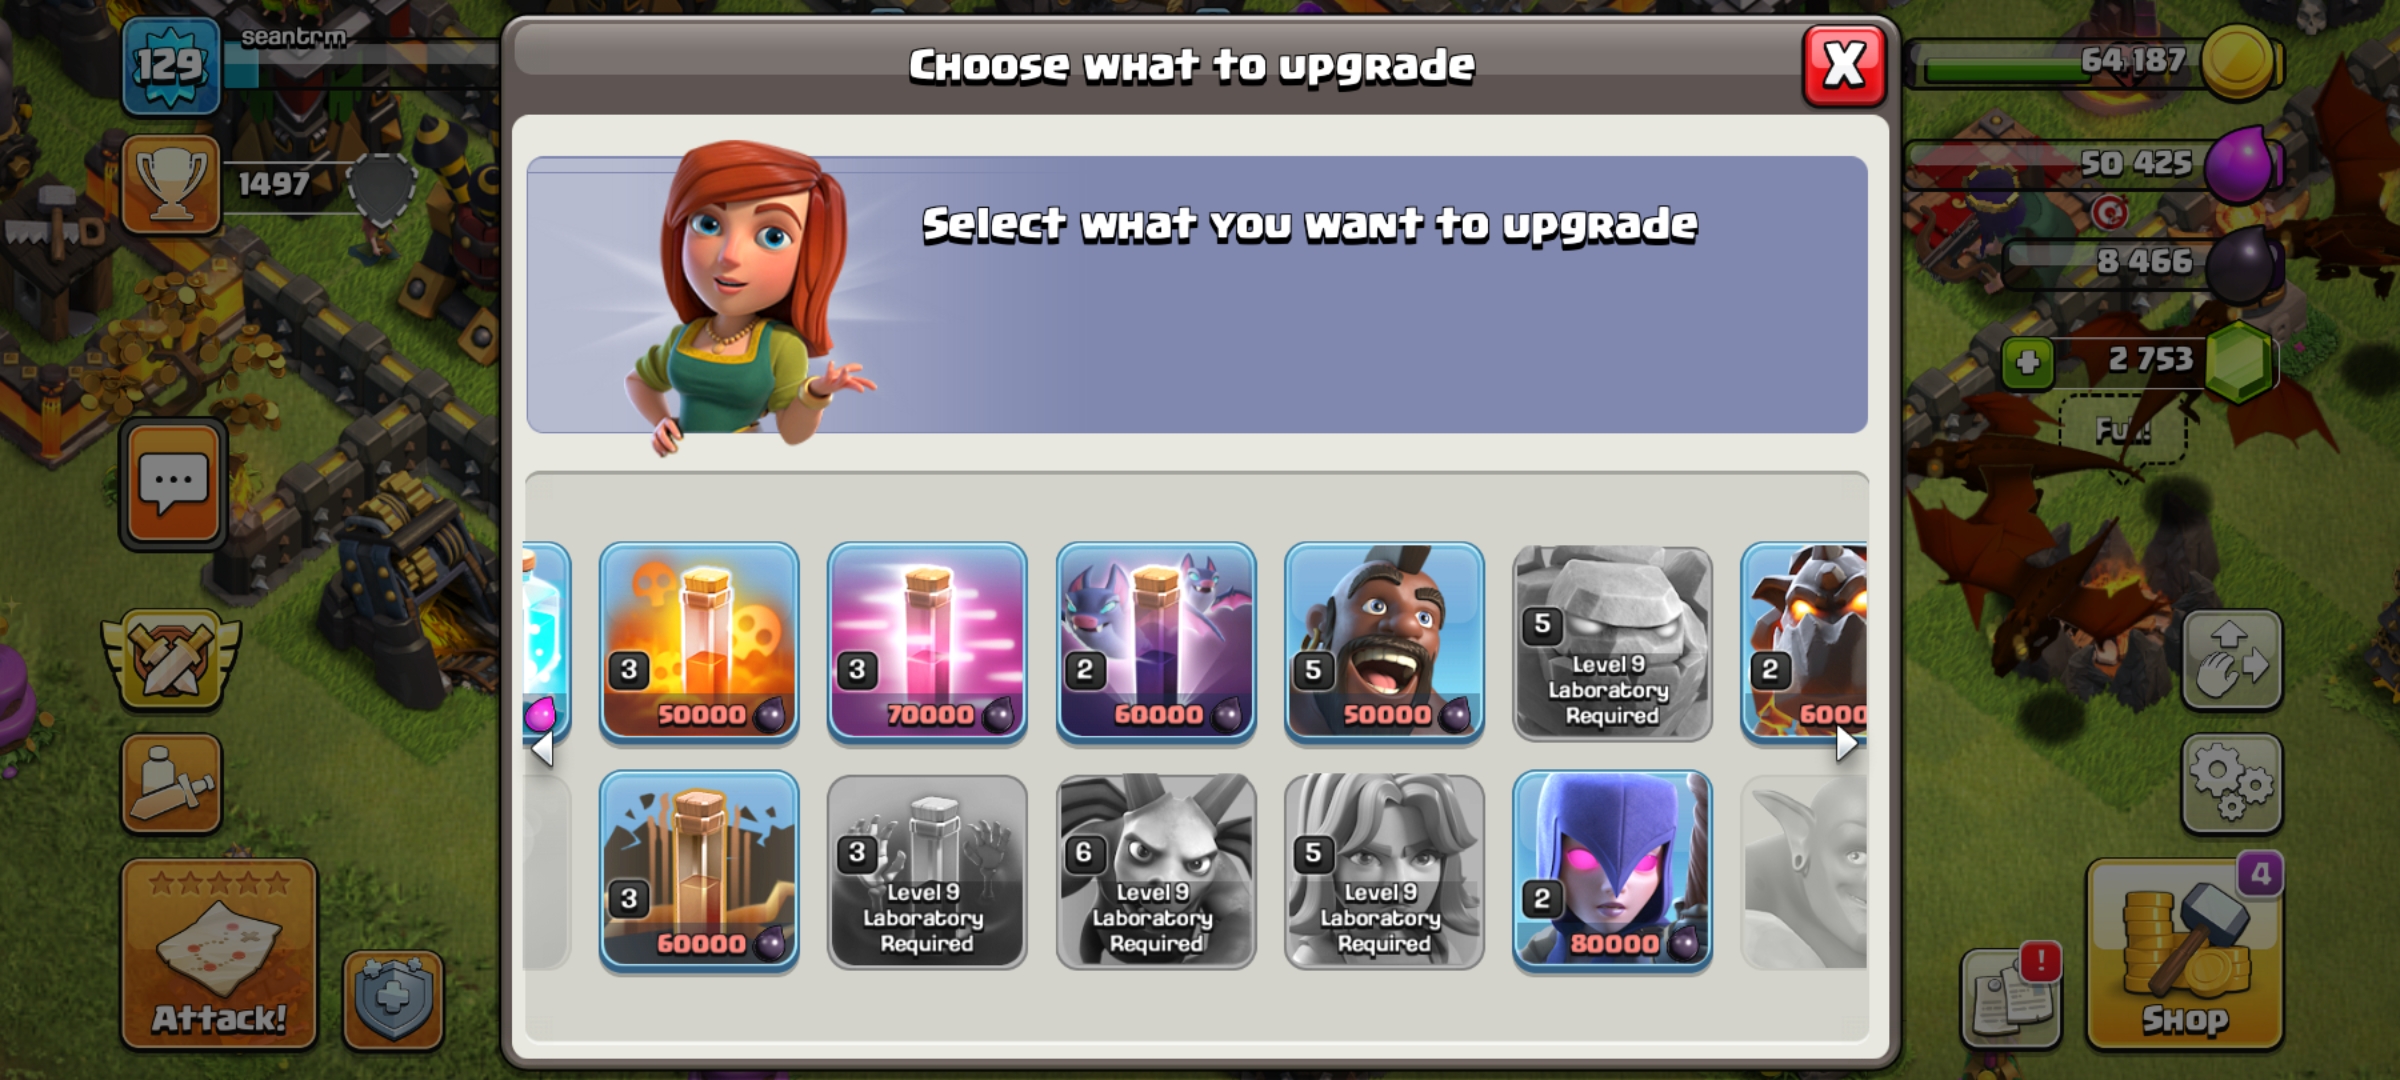 129
seantrm
1497
Attack!
Choose what to upgrade
X
Select what you want to upgrade
3
50000
3
70000
2
60000
5
50000
5
Level 9
Laboratory
Required
2
3
60000
3
Level 9
Laboratory
Required
6
Level 9
Laboratory
Required
5
Level 9
Laboratory
Required
2
80000
64 187
50 425
8 466
2 753
Full!
4
!
Shop